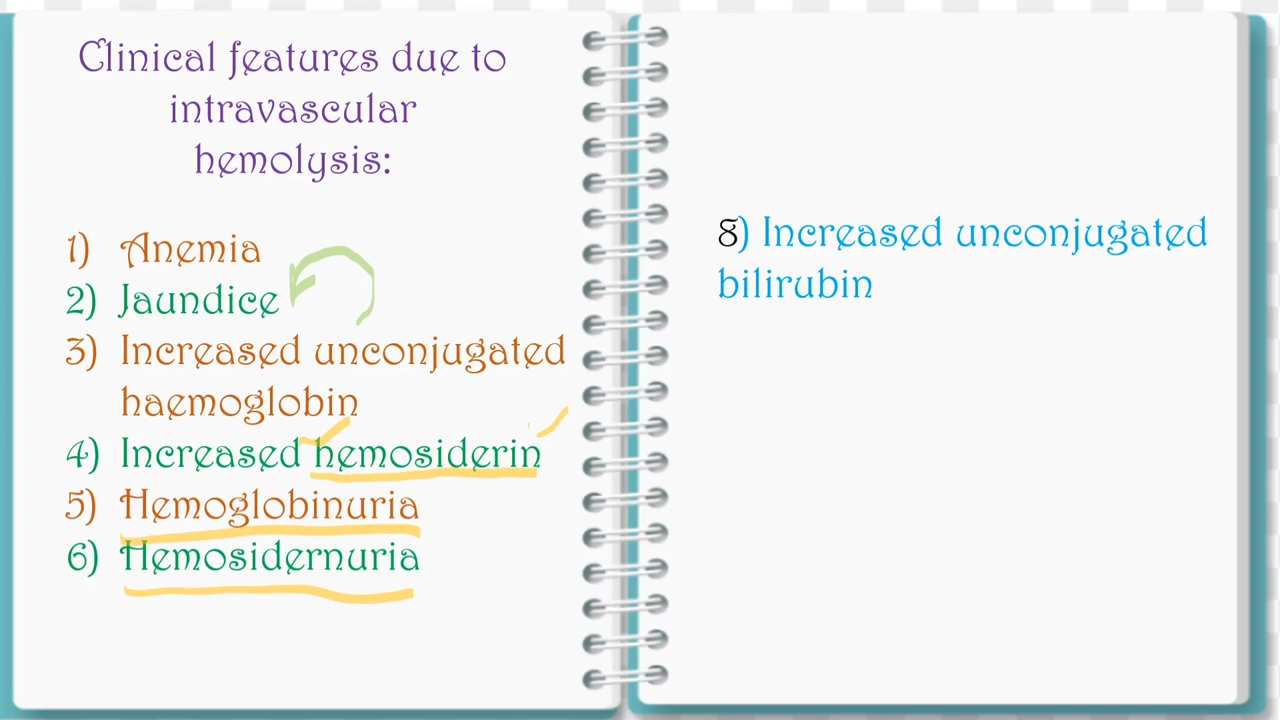 Clinical features due to
intravascular
hemolysis:
1) Anemia
2) Jaundice
3) Increased unconjugated
haemoglobin
4) Increased hemosiderin
5) Hemoglobinuria
6) Hemosidernuria
8) Increased unconjugated
bilirubin